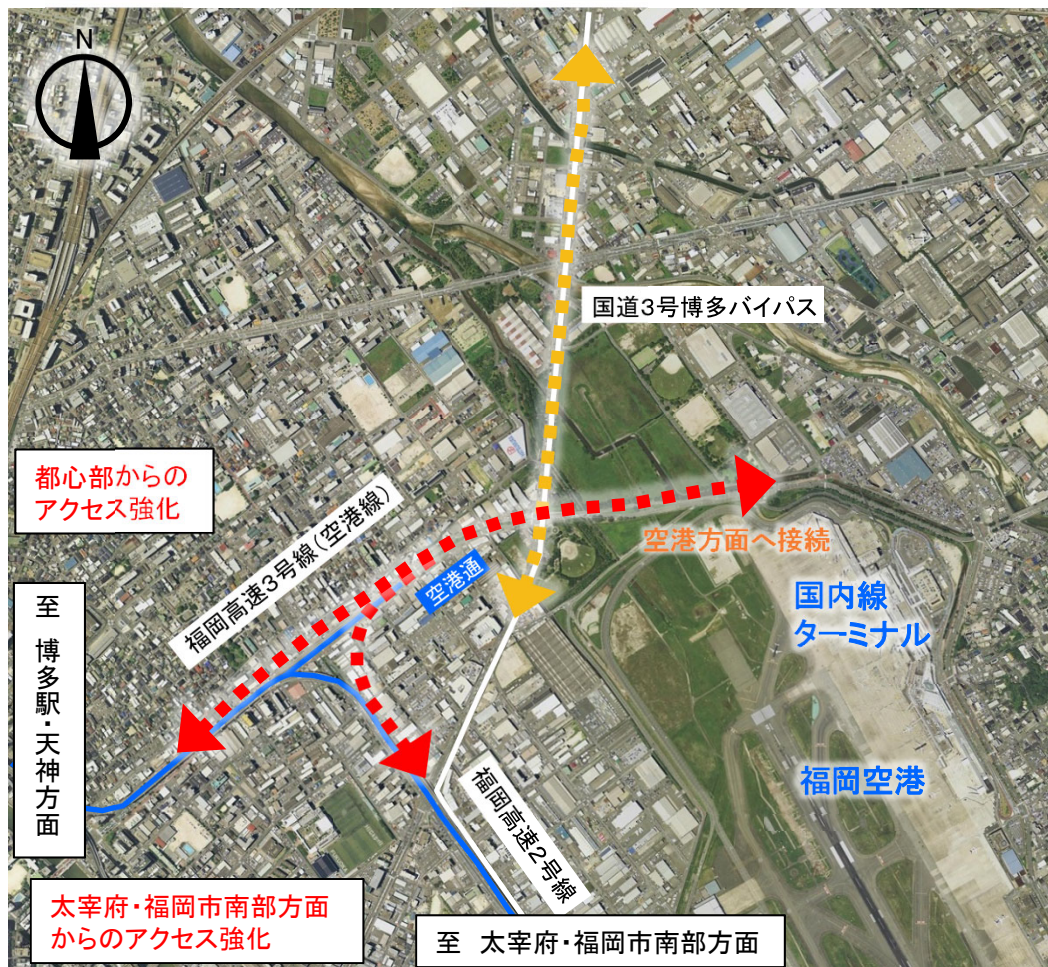 N
国道3号博多バイパス
都心部からの
アクセス強化
福岡高速3号線(空港線)
空港通
空港方面へ接続
国内線
ターミナル
至 博多駅・天神方面
福岡空港
福岡高速2号線
太宰府・福岡市南部方面
からのアクセス強化
至 太宰府・福岡市南部方面